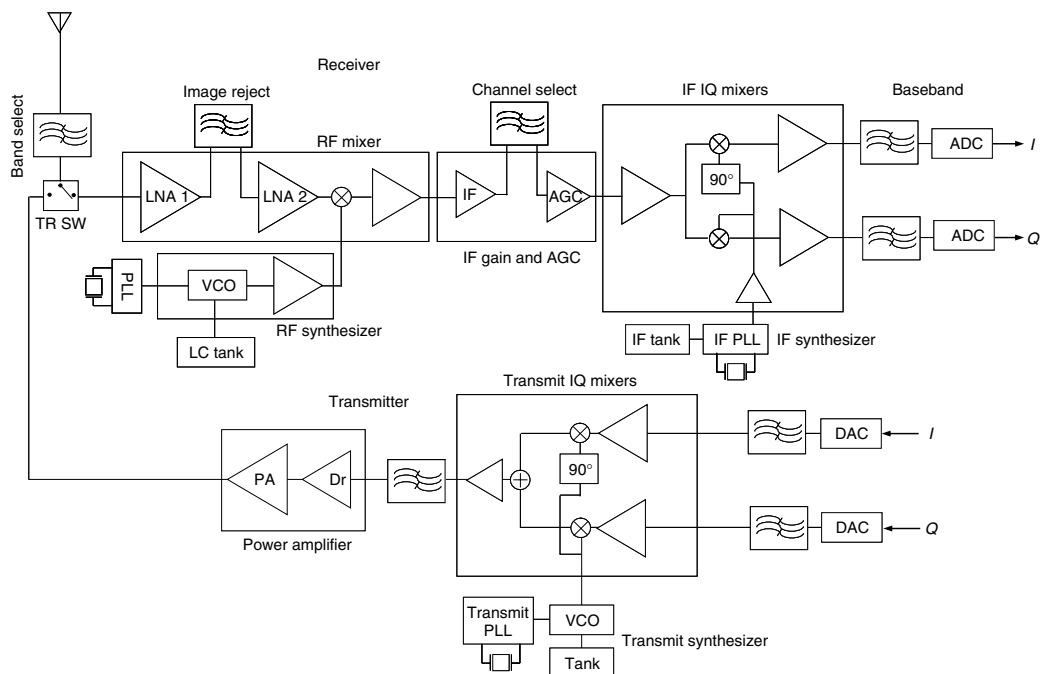 Receiver
Band select
Image reject
Channel select
IF IQ mixers
Baseband
RF mixer
LNA 1
LNA 2
IF
AGC
90°
ADC
I
TR SW
IF gain and AGC
ADC
Q
PLL
VCO
RF synthesizer
LC tank
IF tank
IF PLL
IF synthesizer
Transmitter
Transmit IQ mixers
DAC
I
90°
PA
Dr
Power amplifier
DAC
Q
Transmit
PLL
VCO
Transmit synthesizer
Tank